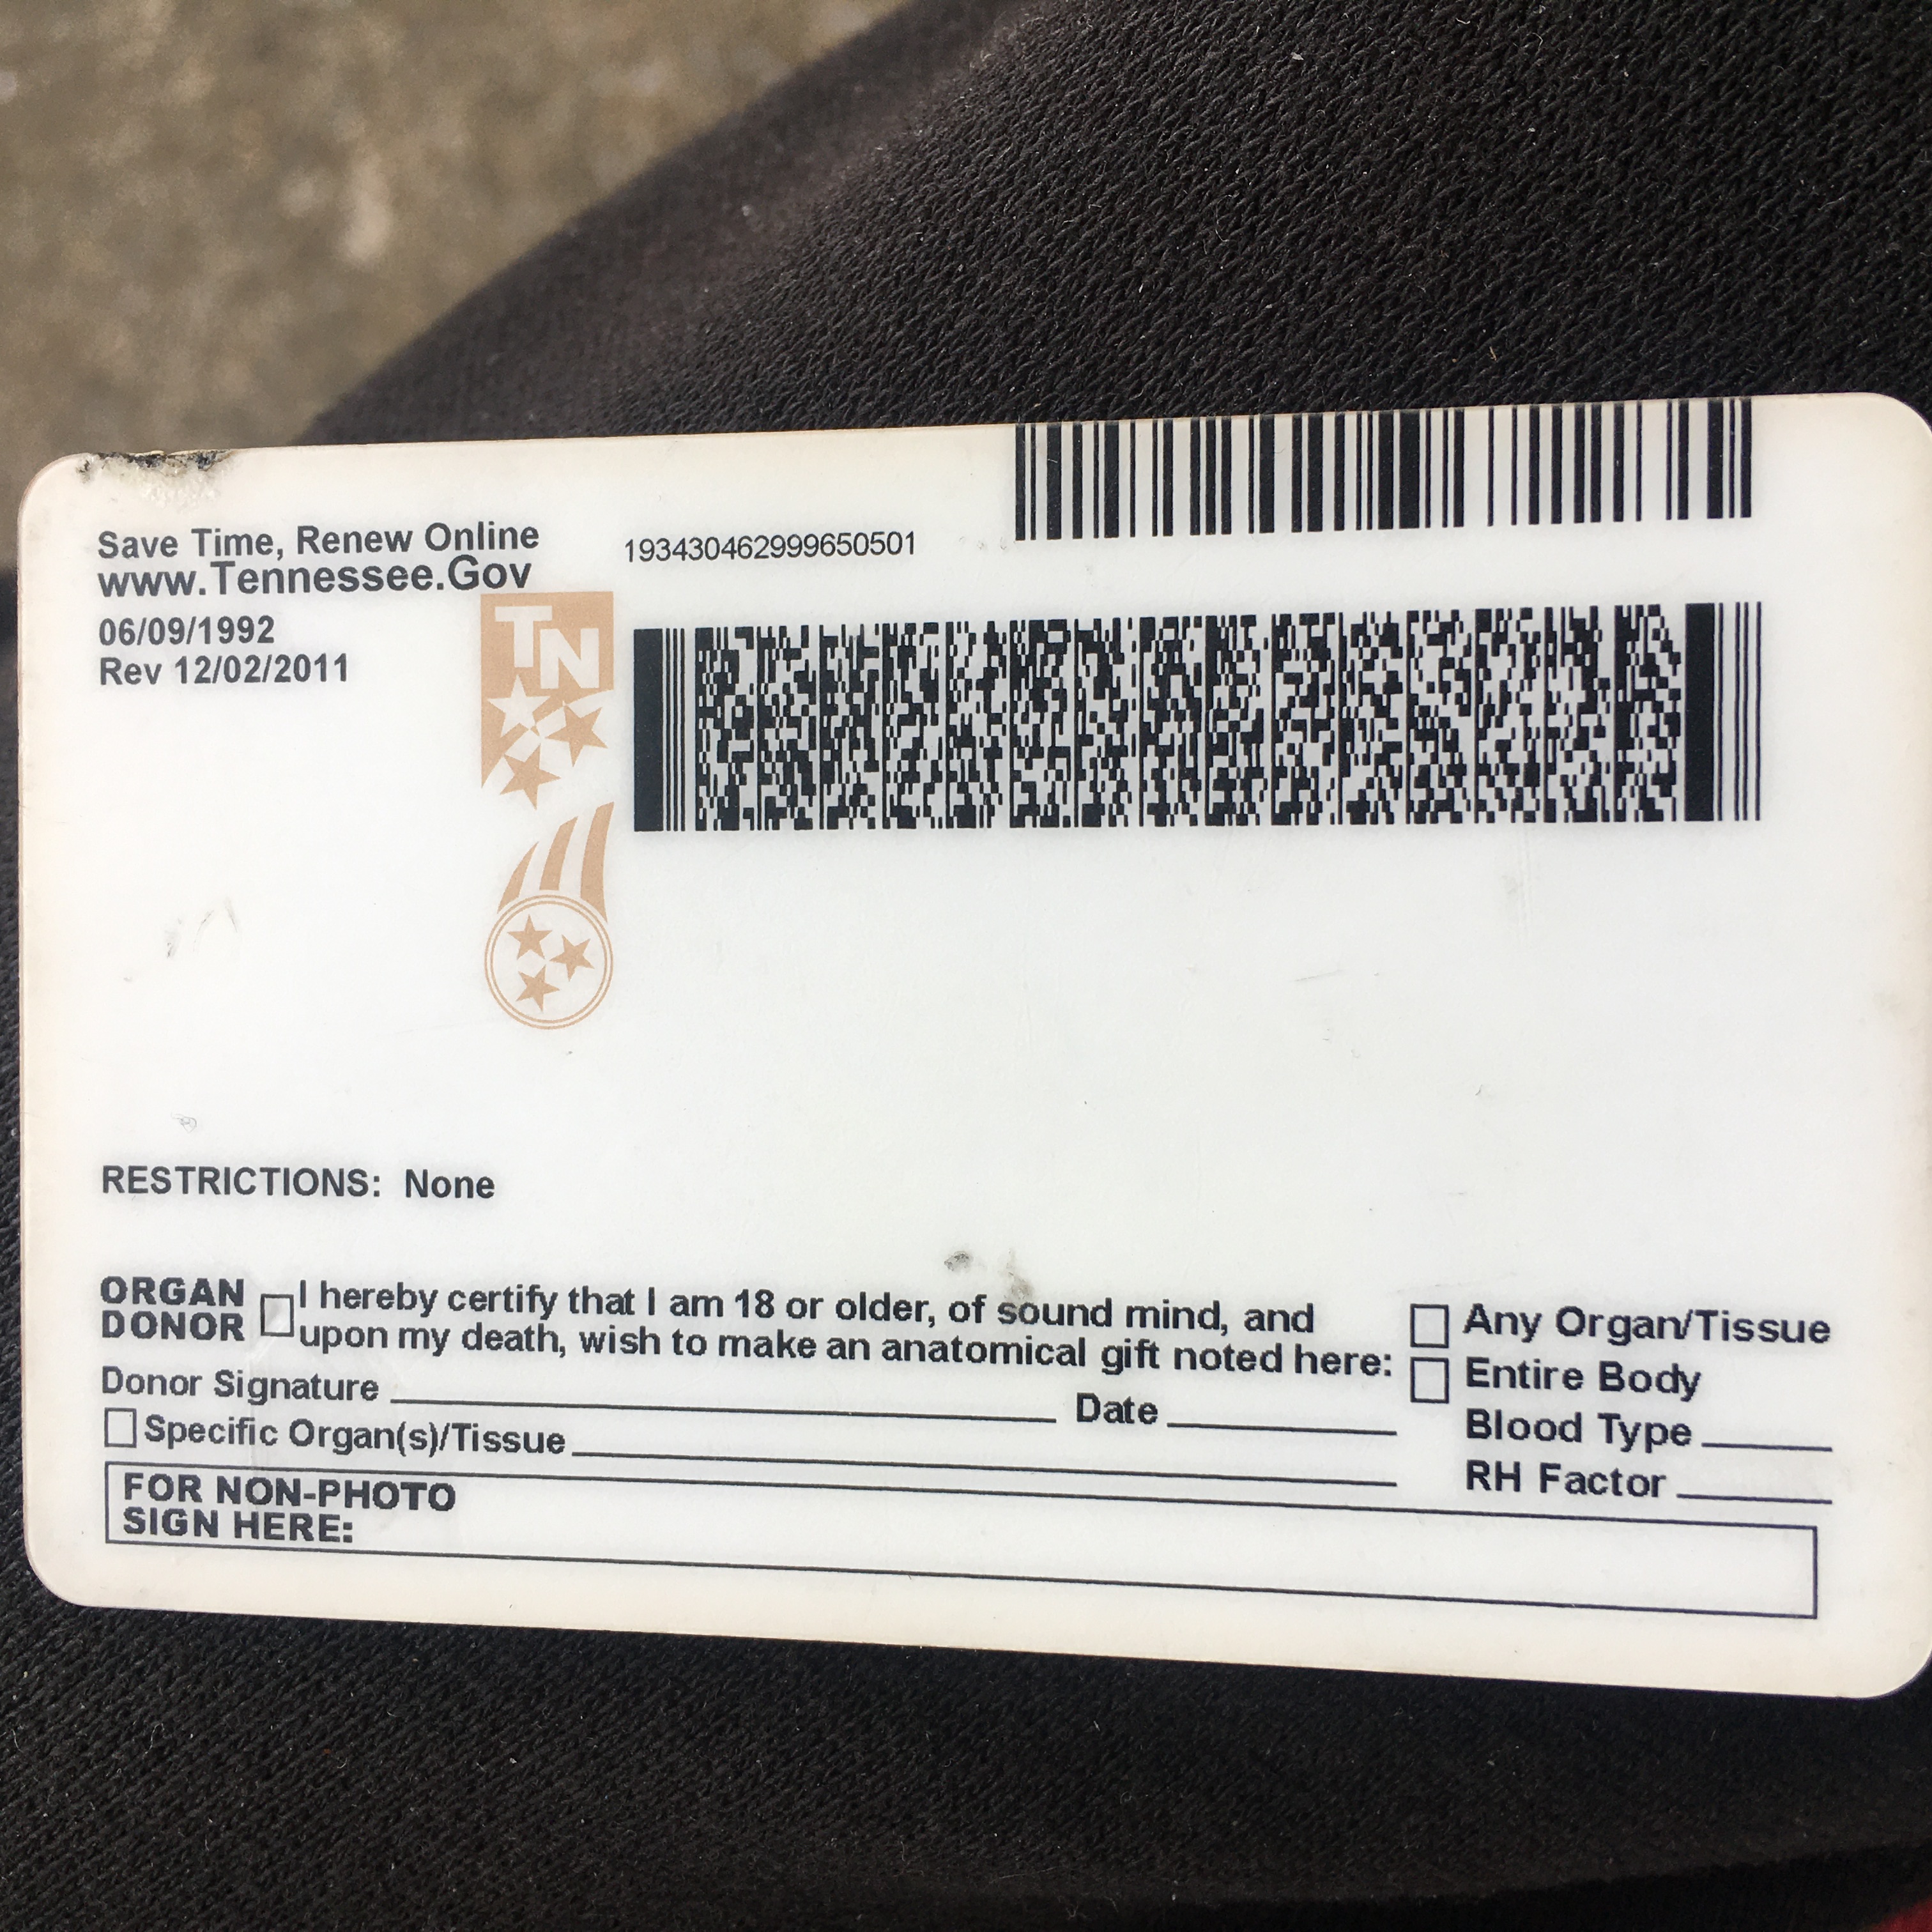 Save Time, Renew Online
www.Tennessee.Gov
193430462999650501
06/09/1992
Rev 12/02/2011
TN
RESTRICTIONS: None
ORGAN DONOR
I hereby certify that I am 18 or older, of sound mind, and
upon my death, wish to make an anatomical gift noted here:
Any Organ/Tissue
Entire Body
Donor Signature Date
Blood Type
Specific Organ(s)/Tissue
RH Factor
FOR NON-PHOTO
SIGN HERE: